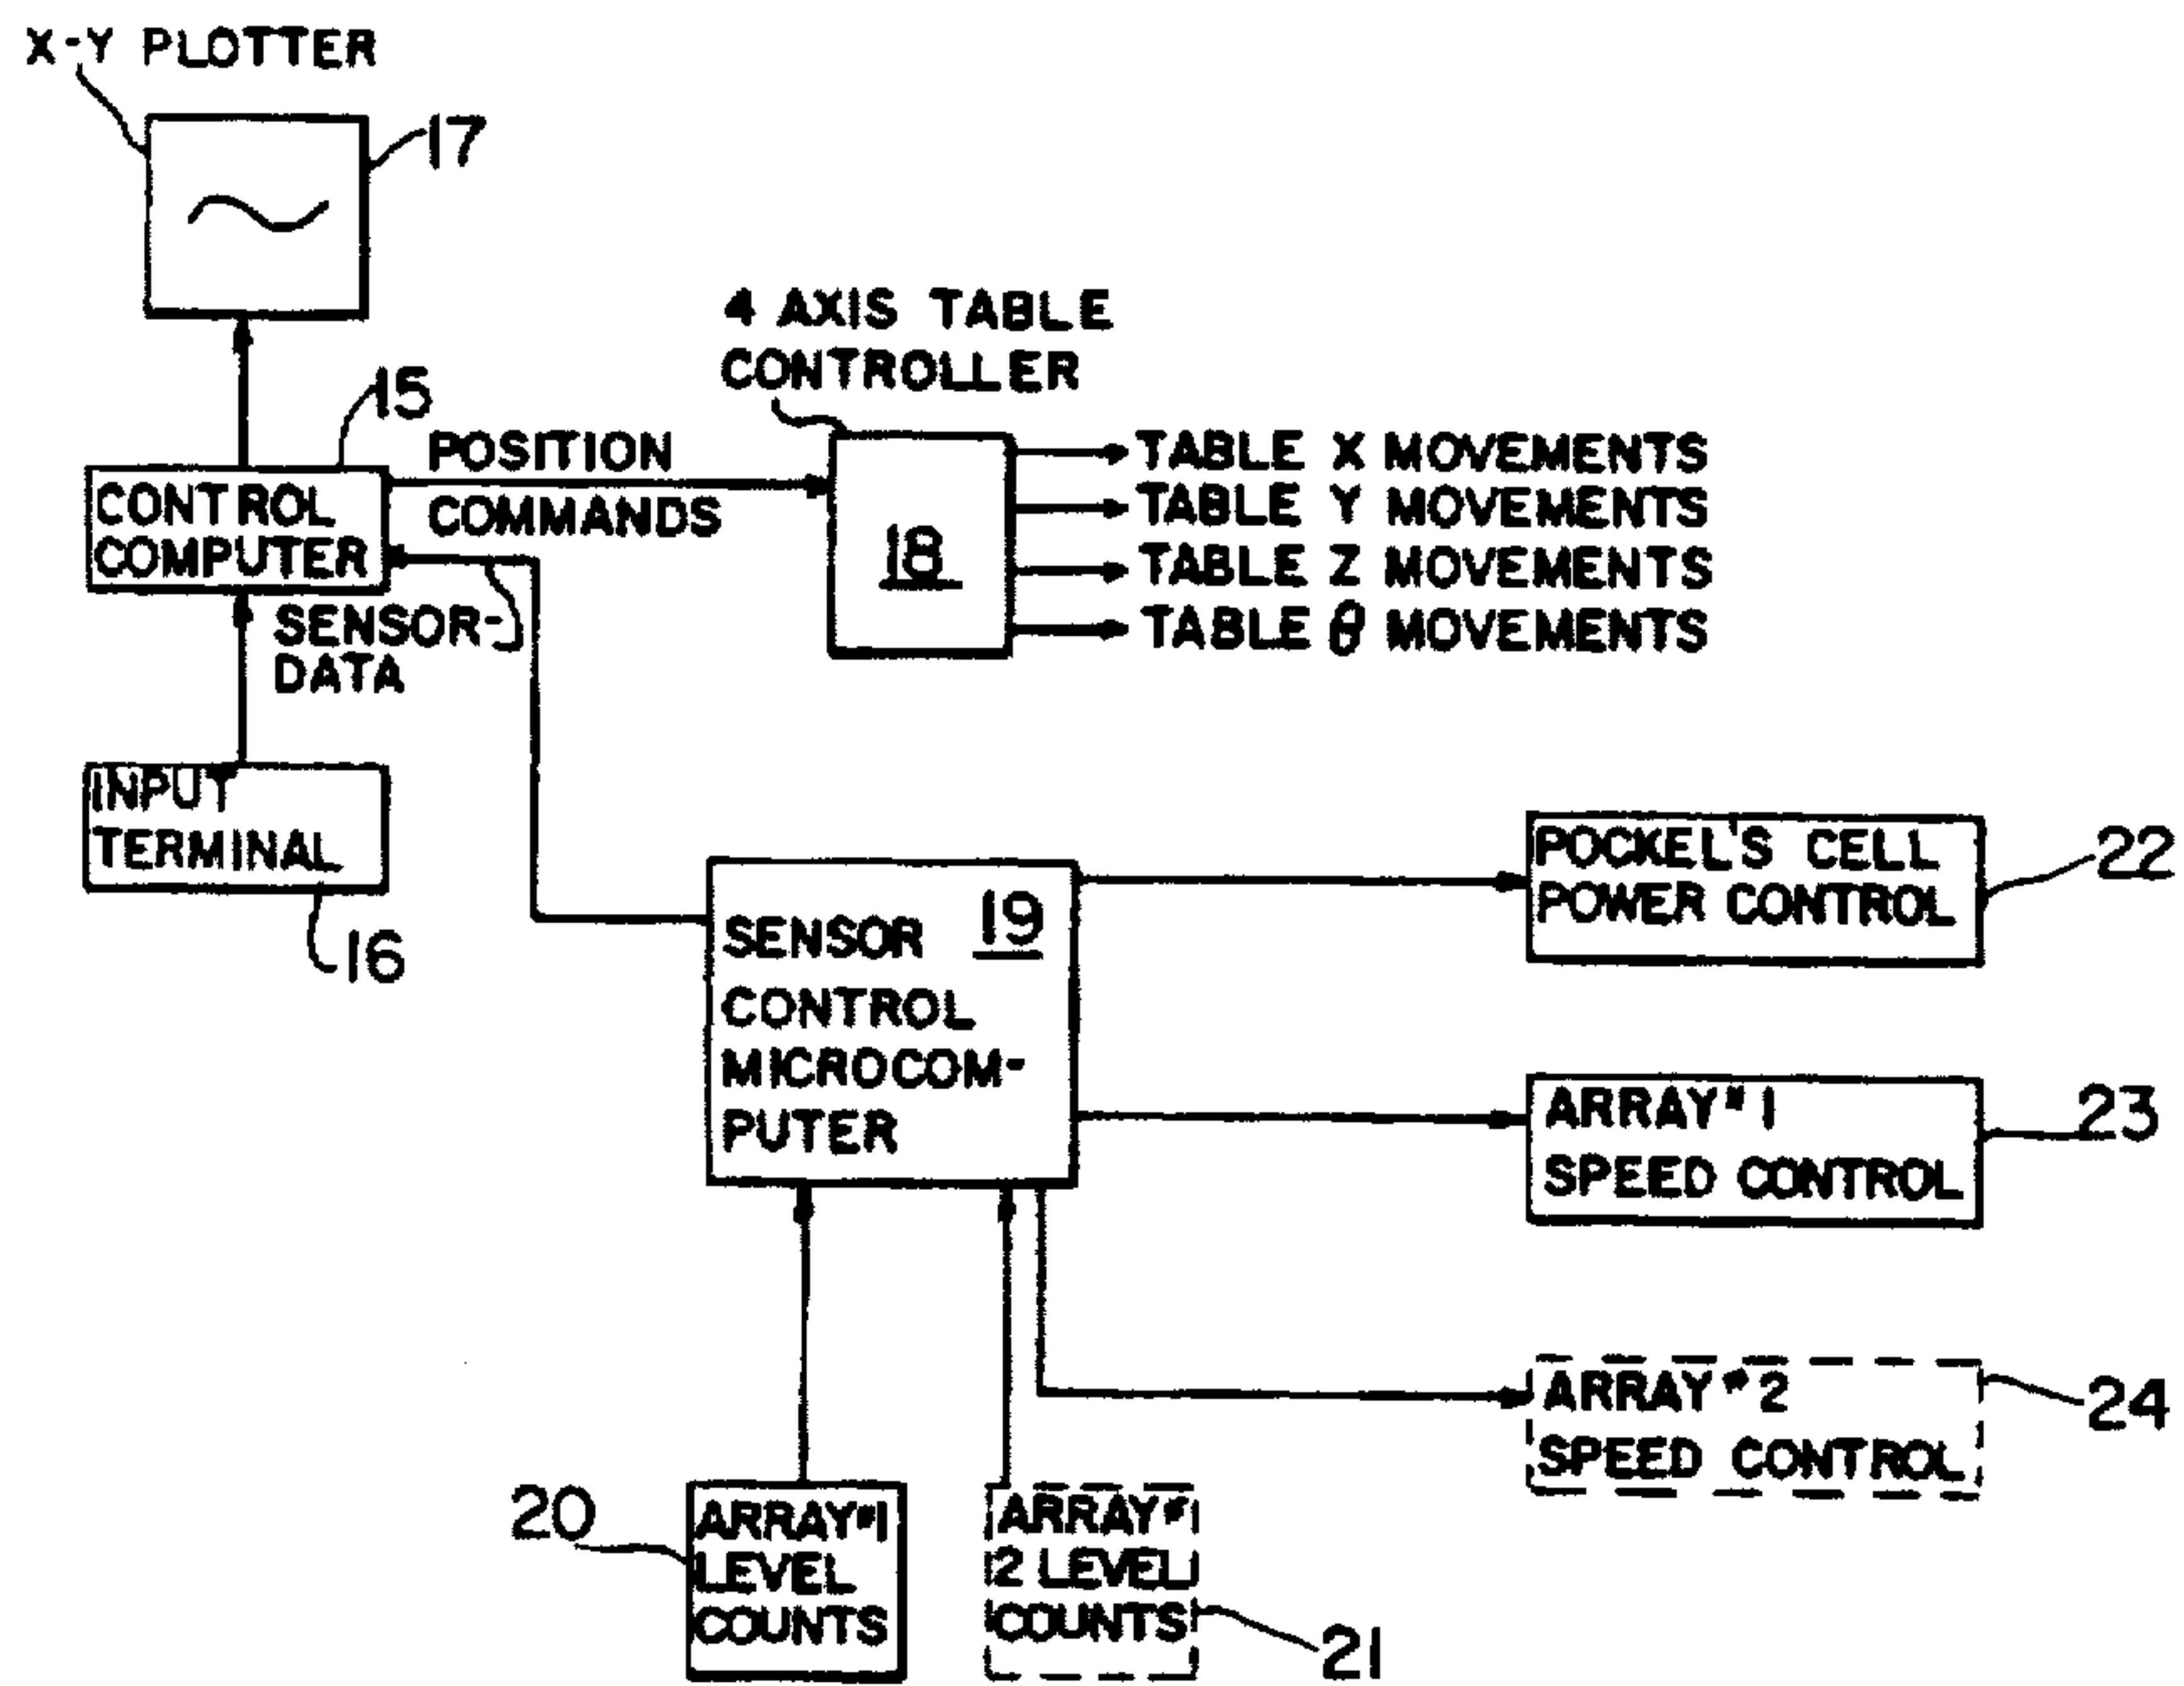 X-Y PLOTTER
17
4 AXIS TABLE
CONTROLLER
15
POSITION
COMMANDS
CONTROL
COMPUTER
SENSOR
DATA
18
TABLE X MOVEMENTS
TABLE Y MOVEMENTS
TABLE Z MOVEMENTS
TABLE θ MOVEMENTS
INPUT
TERMINAL
16
19
SENSOR
CONTROL
MICROCOM-
PUTER
POCKEL'S CELL
POWER CONTROL
22
ARRAY #1
SPEED CONTROL
23
ARRAY #2
SPEED CONTROL
24
20
ARRAY #1
LEVEL
COUNTS
ARRAY #
2 LEVEL
COUNTS
21